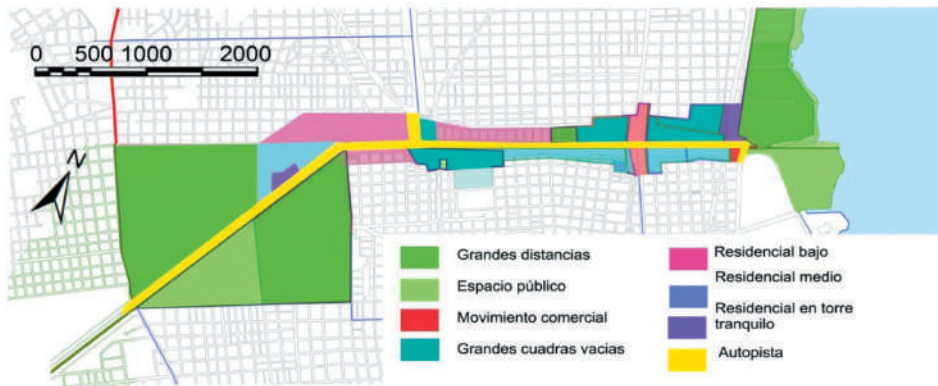 0 500 1000 2000
N
Grandes distancias
Espacio público
Movimiento comercial
Grandes cuadras vacias
Residencial bajo
Residencial medio
Residencial en torre
tranquilo
Autopista